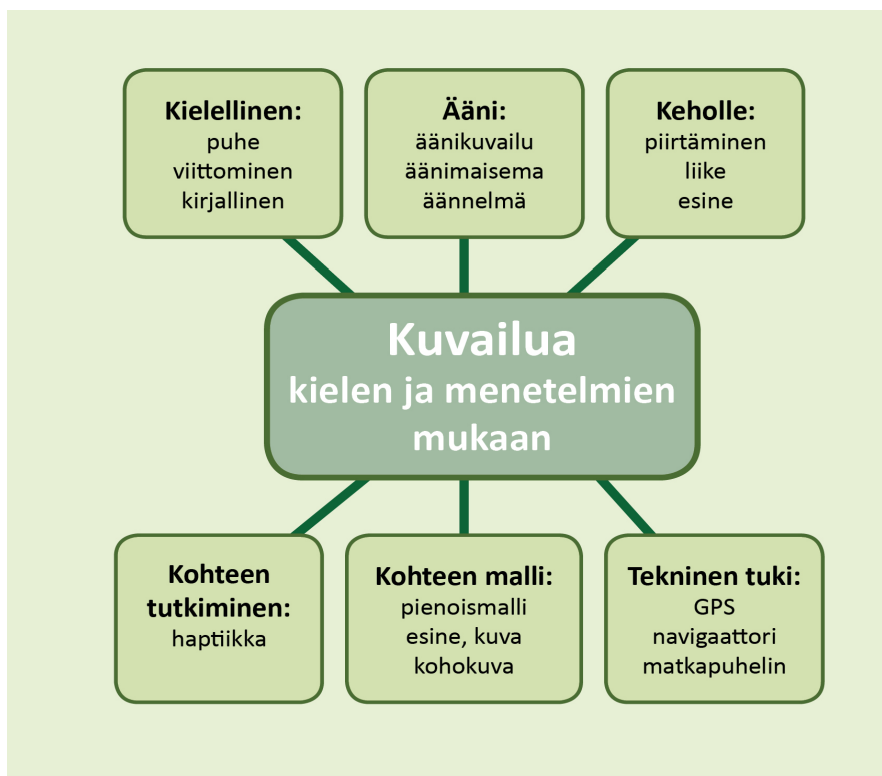 Kielellinen:
puhe
viittominen
kirjallinen
Ääni:
äänikuvailu
äänimaisema
äännelmä
Keholle:
piirtäminen
liike
esine
Kuvailua
kielen ja menetelmien
mukaan
Kohteen
tutkiminen:
haptiikka
Kohteen malli:
pienoismalli
esine, kuva
kohokuva
Tekninen tuki:
GPS
navigaattori
matkapuhelin